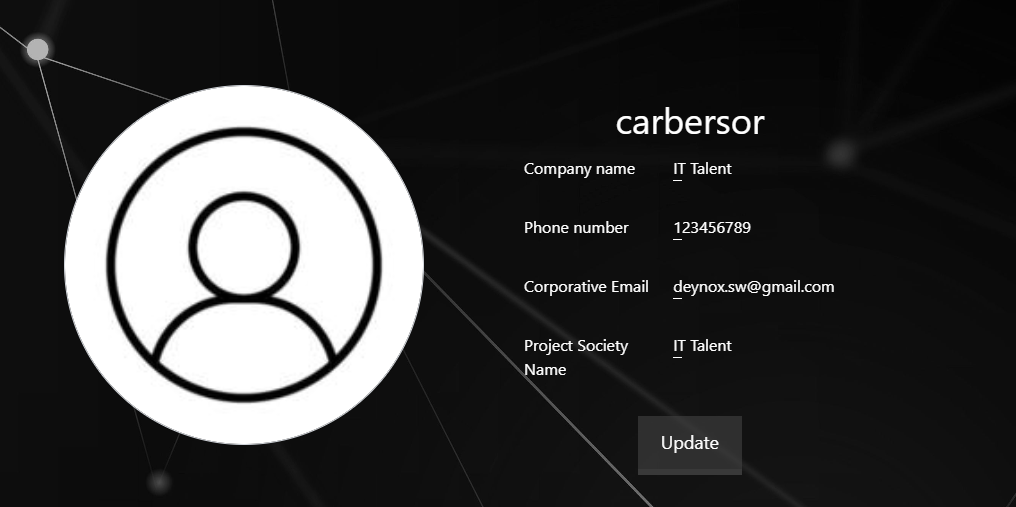 carbersor
Company name IT Talent
Phone number 123456789
Corporative Email deynox.sw@gmail.com
Project Society IT Talent
Name
Update